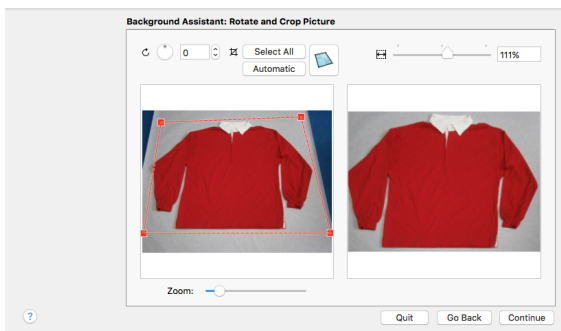 Background Assistant: Rotate and Crop Picture
0
Select All
111%
Automatic
Zoom:
?
Quit
Go Back
Continue